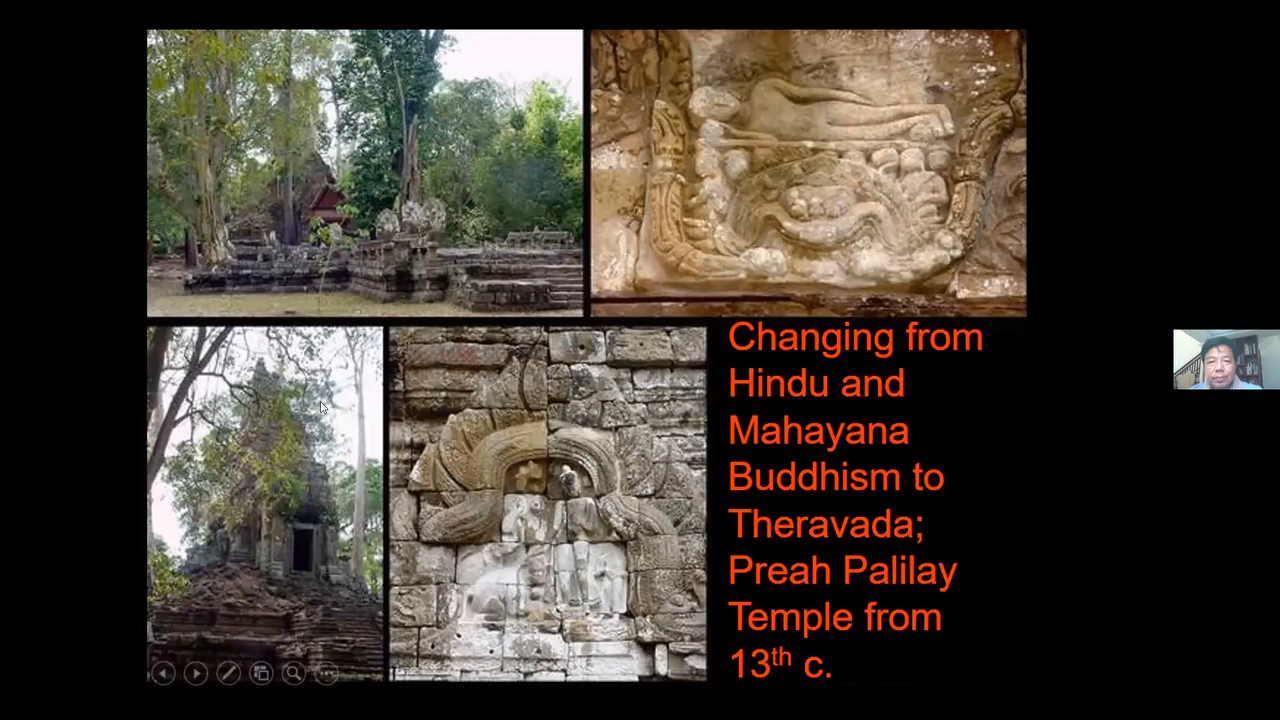 Changing from
Hindu and
Mahayana
Buddhism to
Theravada;
Preah Palilay
Temple from
13th c.